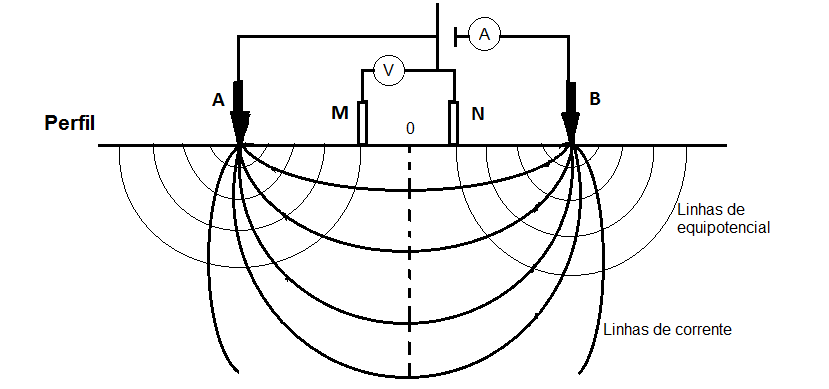 A
V
A
M
N
B
Perfil
0
Linhas de
equipotencial
Linhas de corrente